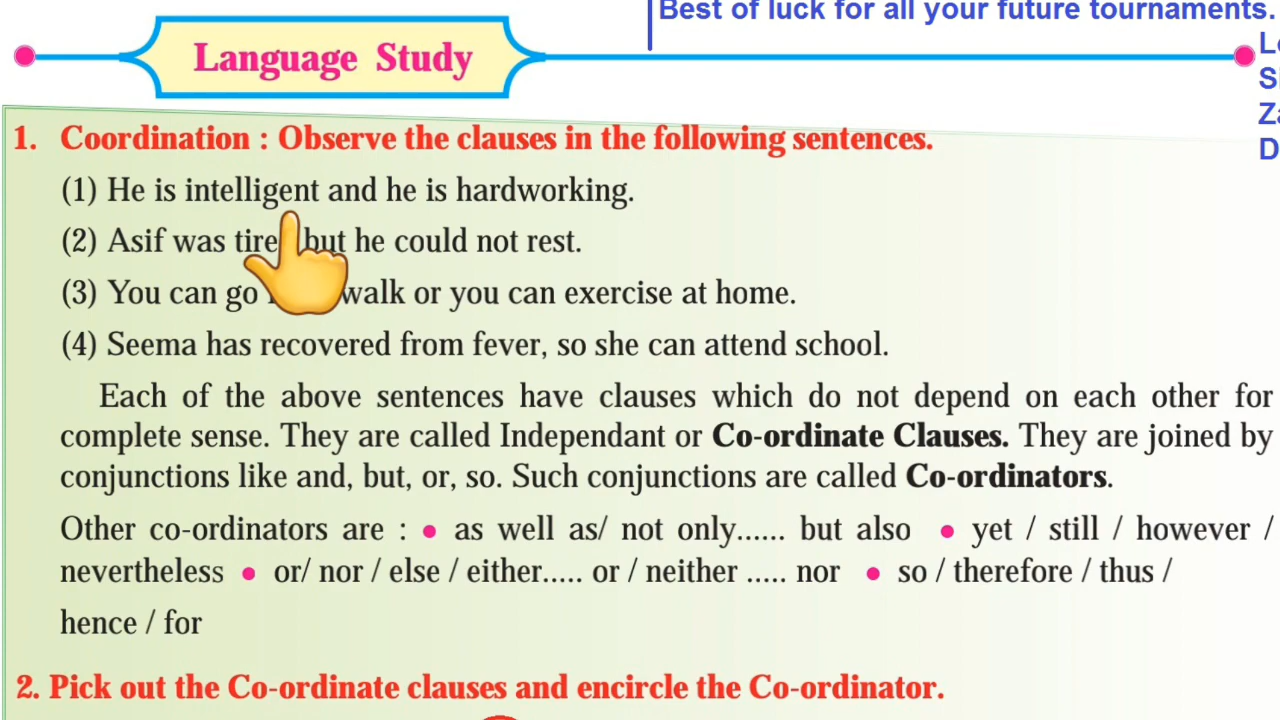 Best of luck for all your future tournaments.
Language Study
1. Coordination : Observe the clauses in the following sentences.
(1) He is intelligent and he is hardworking.
(2) Asif was but he could not rest.
(3) You can go walk or you can exercise at home.
(4) Seema has recovered from fever, so she can attend school.
Each of the above sentences have clauses which do not depend on each other for
complete sense. They are called Independant or Co-ordinate Clauses. They are joined by
conjunctions like and, but, or, so. Such conjunctions are called Co-ordinators.
Other co-ordinators are : • as well as/ not only...... but also • yet / still / however /
nevertheless • or/ nor / else / either..... or / neither ..... nor • so / therefore / thus /
hence / for
2. Pick out the Co-ordinate clauses and encircle the Co-ordinator.